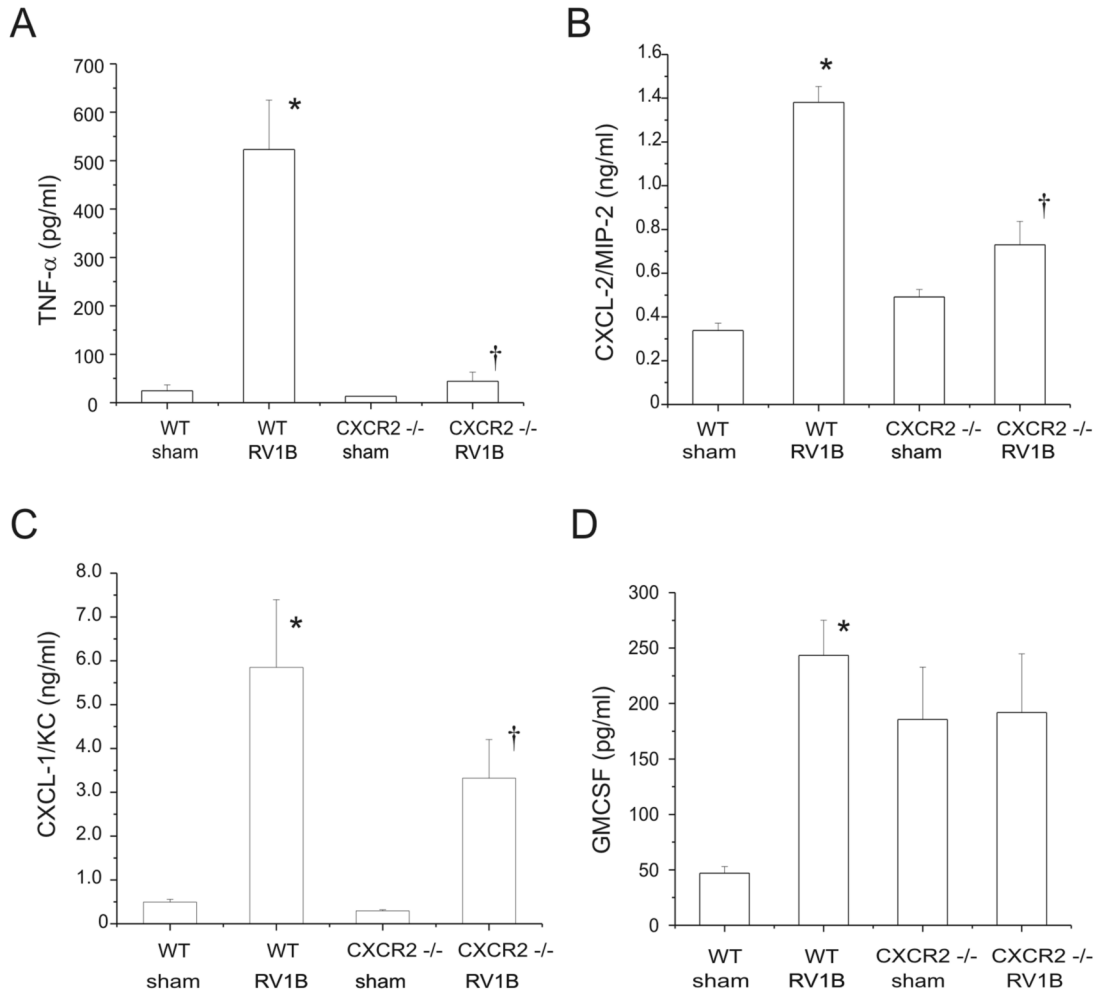 A
TNF-α (pg/ml)
700
600
500
400
300
200
100
0
*
†
WT WT CXCR2 -/- CXCR2 -/-
sham RV1B sham RV1B
B
CXCL-2/MIP-2 (ng/ml)
1.6
1.4
1.2
1.0
0.8
0.6
0.4
0.2
0
*
†
WT WT CXCR2 -/- CXCR2 -/-
sham RV1B sham RV1B
C
CXCL-1/KC (ng/ml)
8.0
7.0
6.0
5.0
4.0
3.0
2.0
1.0
0
*
†
WT WT CXCR2 -/- CXCR2 -/-
sham RV1B sham RV1B
D
GMCSF (pg/ml)
300
250
200
150
100
50
0
*
WT WT CXCR2 -/- CXCR2 -/-
sham RV1B sham RV1B